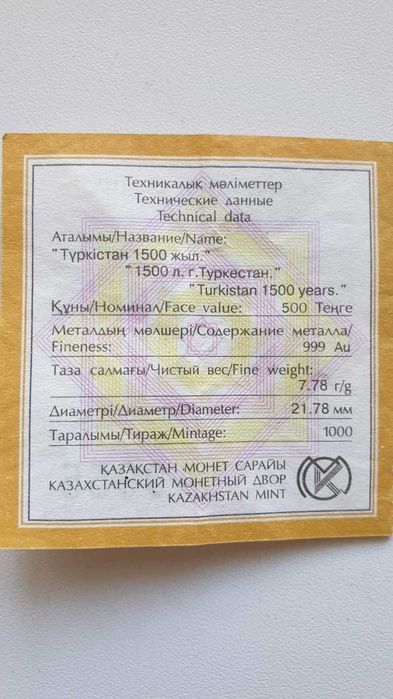 Техникалық мәліметтер
Технические данные
Technical data
Аталымы/Название/Name:
"Түркістан 1500 жыл."
"1500 л. г.Туркестан."
"Turkistan 1500 years."
Құны/Номинал/Face value: 500 Теңге
Металдың мөлшері/Содержание металла/
Fineness: 999 Au
Таза салмағы/Чистый вес/Fine weight:
7.78 г/g
Диаметрі/Диаметр/Diameter: 21.78 мм
Таралымы/Тираж/Mintage: 1000
ҚАЗАҚСТАН МОНЕТ САРАЙЫ
КАЗАХСТАНСКИЙ МОНЕТНЫЙ ДВОР
KAZAKHSTAN MINT